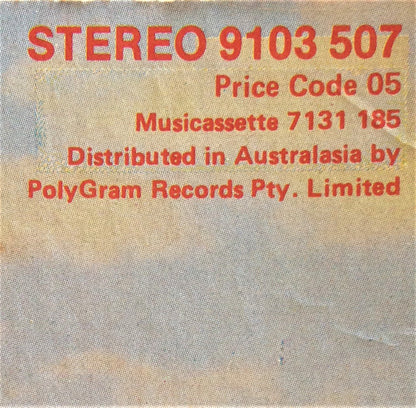 STEREO 9103 507
Price Code 05
Musicassette 7131 185
Distributed in Australasia by
PolyGram Records Pty. Limited